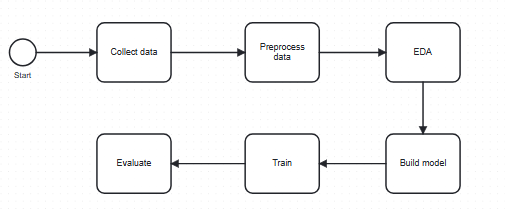 Collect data
Preprocess
data
EDA
Start
Evaluate
Train
Build model